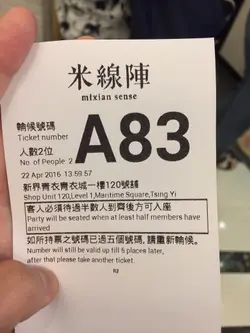 米線陣
mixian sense
輪候號碼
Ticket number
A83
人數2位
No. of People: 2
22 Apr 2016 13:59:57
新界青衣青衣城一樓120號舖
Shop Unit 120,Level1,Maritime Square,Tsing Yi
客人必須待過半數人到齊後方可入座
Party will be seated when at least half members have
arrived
如所持票之號碼已過五個號碼, 請重新輪候。
Number will still be valid up till 5 places later,
after that please take another ticket.